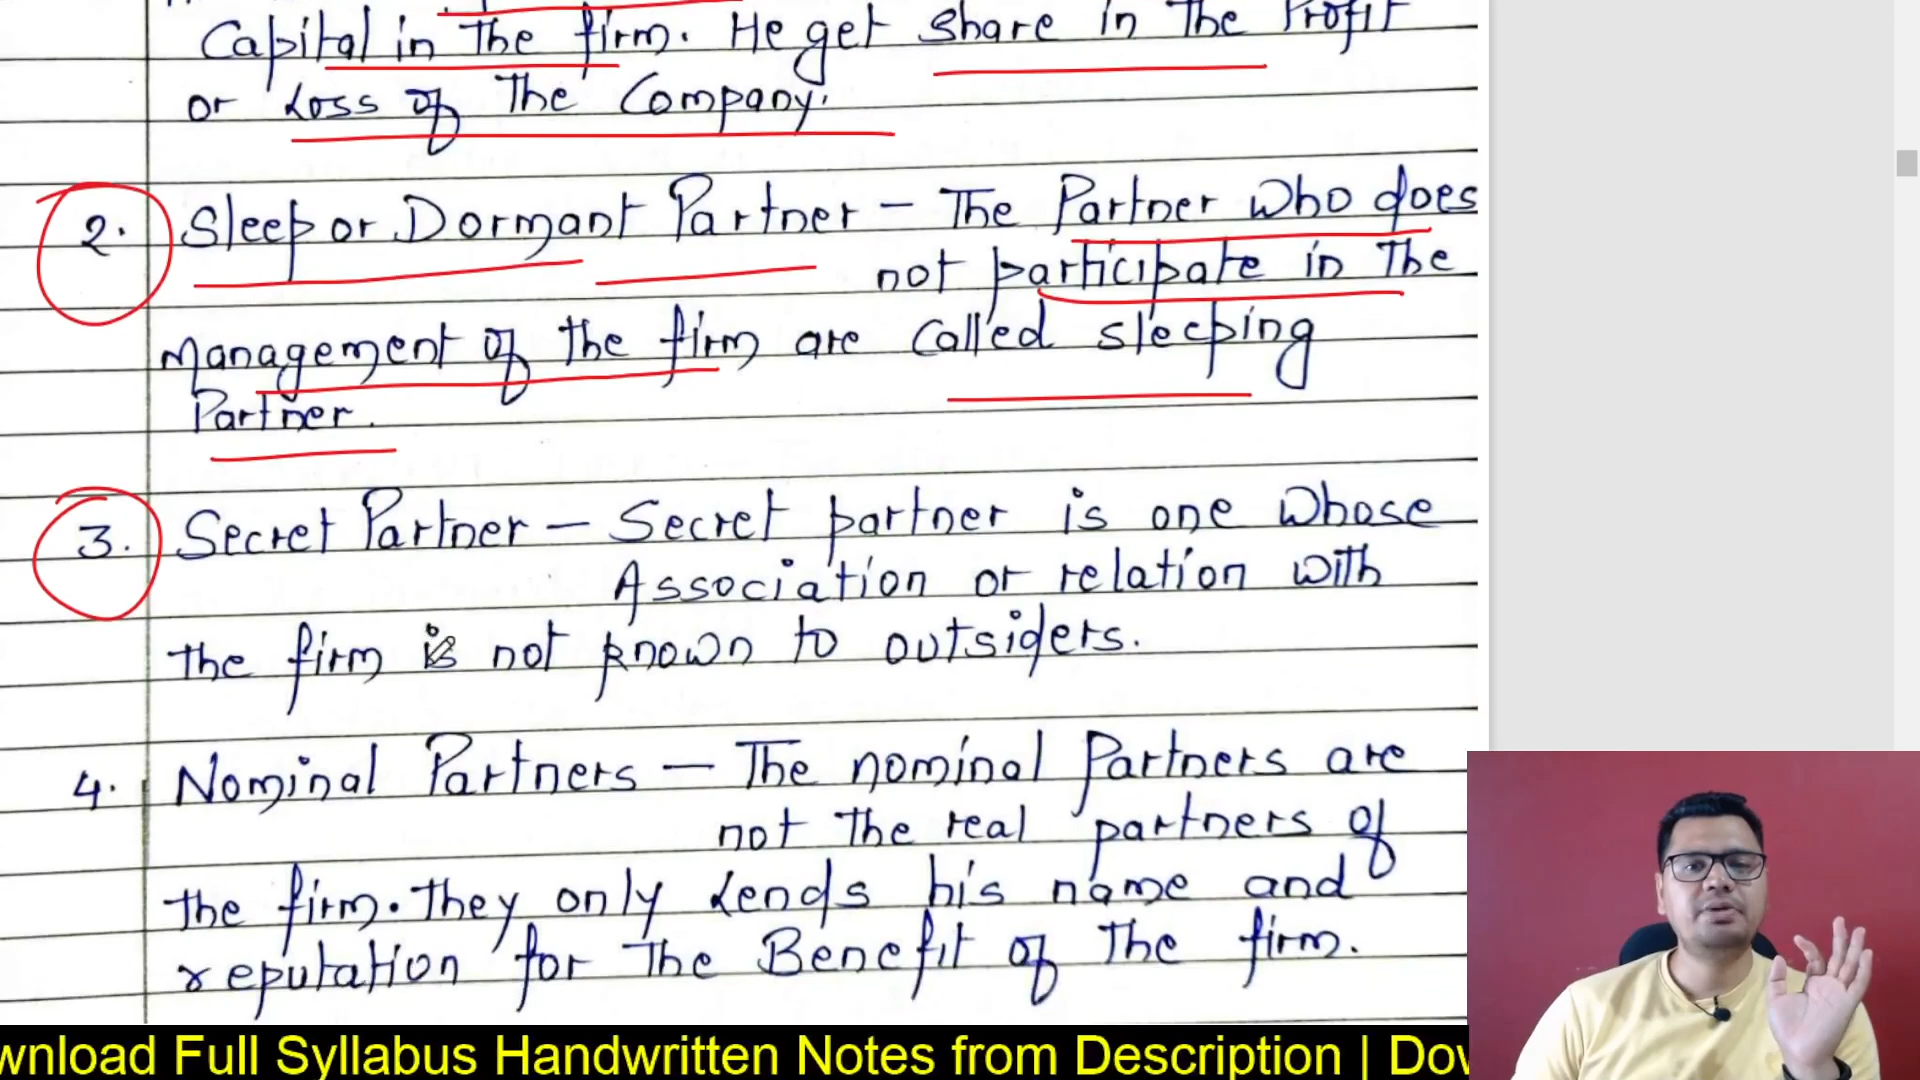 Capital in the firm. He get share in the Profit
or Loss of the Company.
2. Sleep or Dormant Partner - The Partner who does
not participate in the
management of the firm are called sleeping
Partner.
3. Secret Partner - Secret partner is one whose
Association or relation with
the firm is not known to outsiders.
4. Nominal Partners - The nominal Partners are
not the real partners of
the firm. They only Lends his name and
reputation for the Benefit of the firm.
wnload Full Syllabus Handwritten Notes from Description | Dow